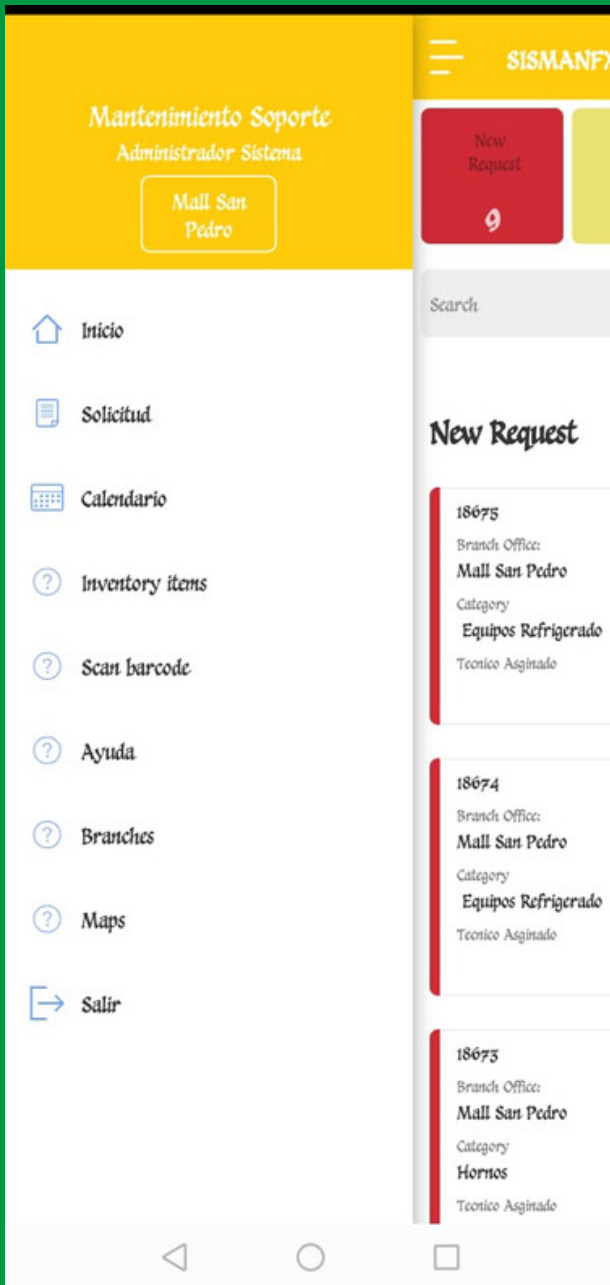 Mantenimiento Soporte
Administrador Sistema
Mall San
Pedro
Inicio
Solicitud
Calendario
Inventory items
Scan barcode
Ayuda
Branches
Maps
Salir
SISMANFX
New
Request
9
Search
New Request
18675
Branch Office:
Mall San Pedro
Category
Equipos Refrigerado
Tecnico Asginado
18674
Branch Office:
Mall San Pedro
Category
Equipos Refrigerado
Tecnico Asginado
18673
Branch Office:
Mall San Pedro
Category
Hornos
Tecnico Asginado